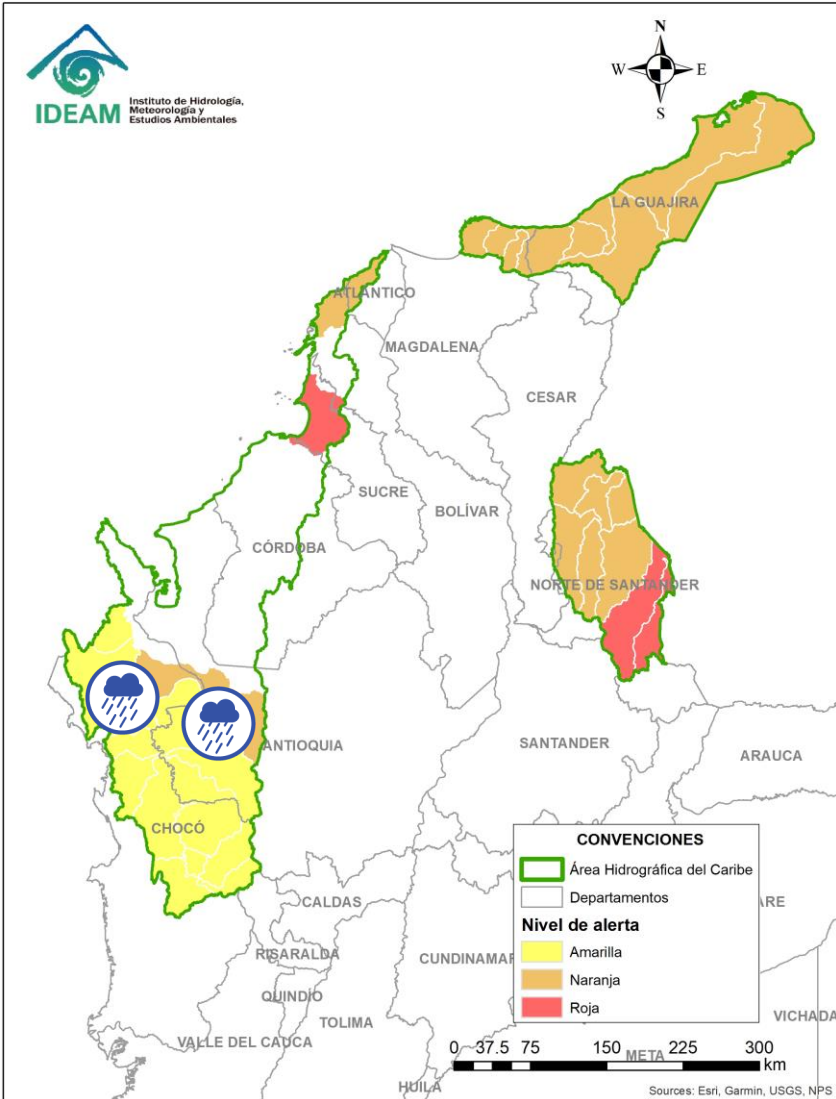 IDEAM
Instituto de Hidrología,
Meteorología y
Estudios Ambientales
N
W
E
S
LA GUAJIRA
ATLÁNTICO
MAGDALENA
CESAR
SUCRE
BOLÍVAR
CÓRDOBA
NORTE DE SANTANDER
ANTIOQUIA
SANTANDER
ARAUCA
CHOCÓ
CALDAS
ARE
RISARALDA
CUNDINAMAR
QUINDÍO
TOLIMA
VICHADA
VALLE DEL CAUCA
META
HUILA
CONVENCIONES
Área Hidrográfica del Caribe
Departamentos
Nivel de alerta
Amarilla
Naranja
Roja
0 37.5 75 150 225 300
km
Sources: Esri, Garmin, USGS, NPS